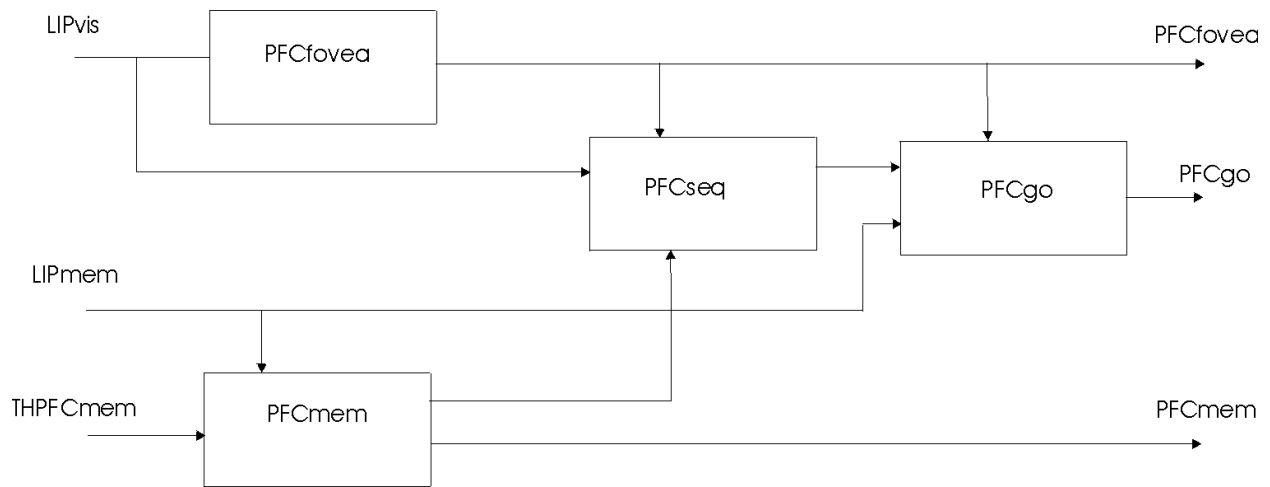 LIPvis
PFCfovea
PFCfovea
PFCseq
PFCgo
PFCgo
LIPmem
THPFCmem
PFCmem
PFCmem